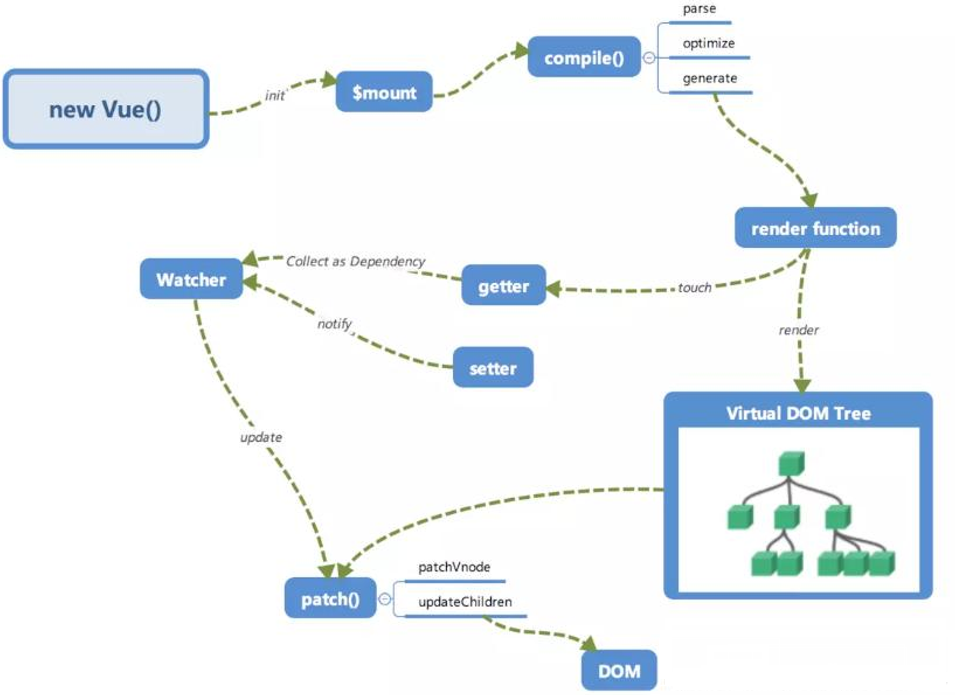 parse
compile()
optimize
generate
new Vue()
init
$mount
render function
Collect as Dependency
Watcher
getter
touch
notify
setter
render
Virtual DOM Tree
update
patchVnode
patch()
updateChildren
DOM